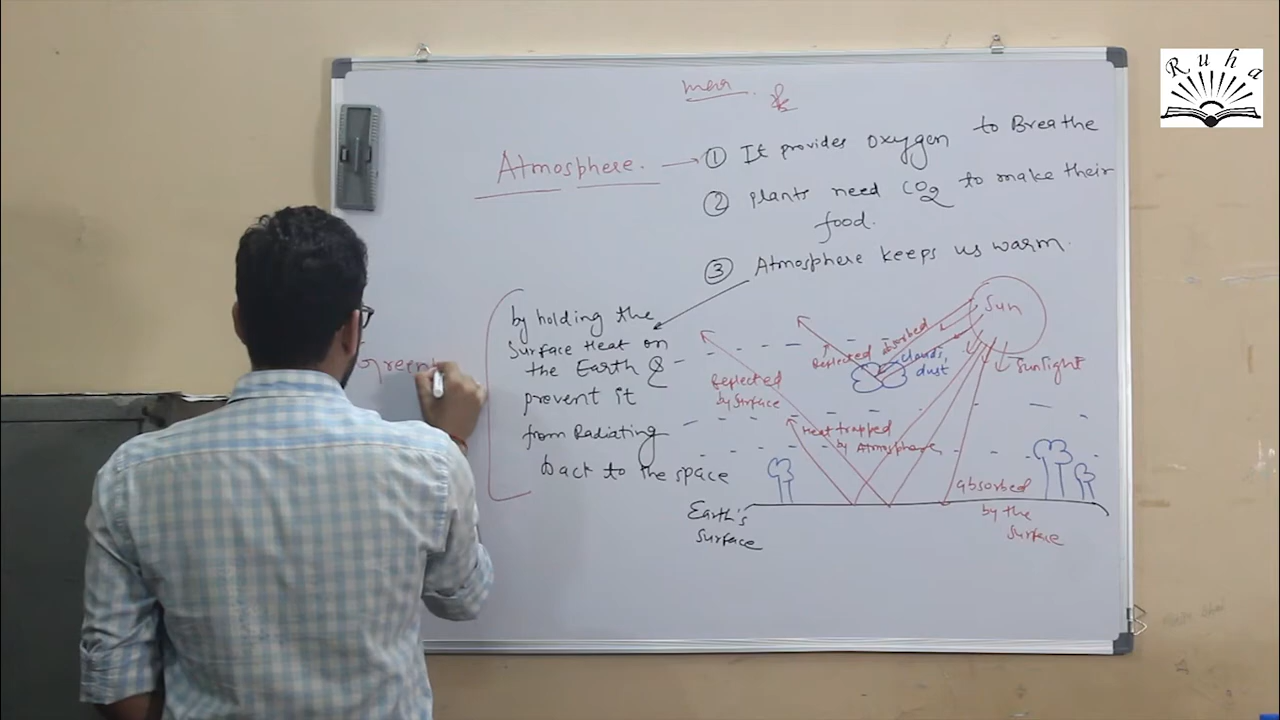 Ruha
Atmosphere. → ① It provides oxygen to Breathe
② Plants need CO2 to make their
food.
③ Atmosphere keeps us warm.
by holding the
Surface Heat on
the Earth &
prevent it
from Radiating
back to the space
Greenh
Sun
Sunlight
absorbed
Reflected
clouds,
dust
Reflected
by Surface
Heat trapped
by Atmosphere
absorbed
by the
Surface
Earth's
Surface